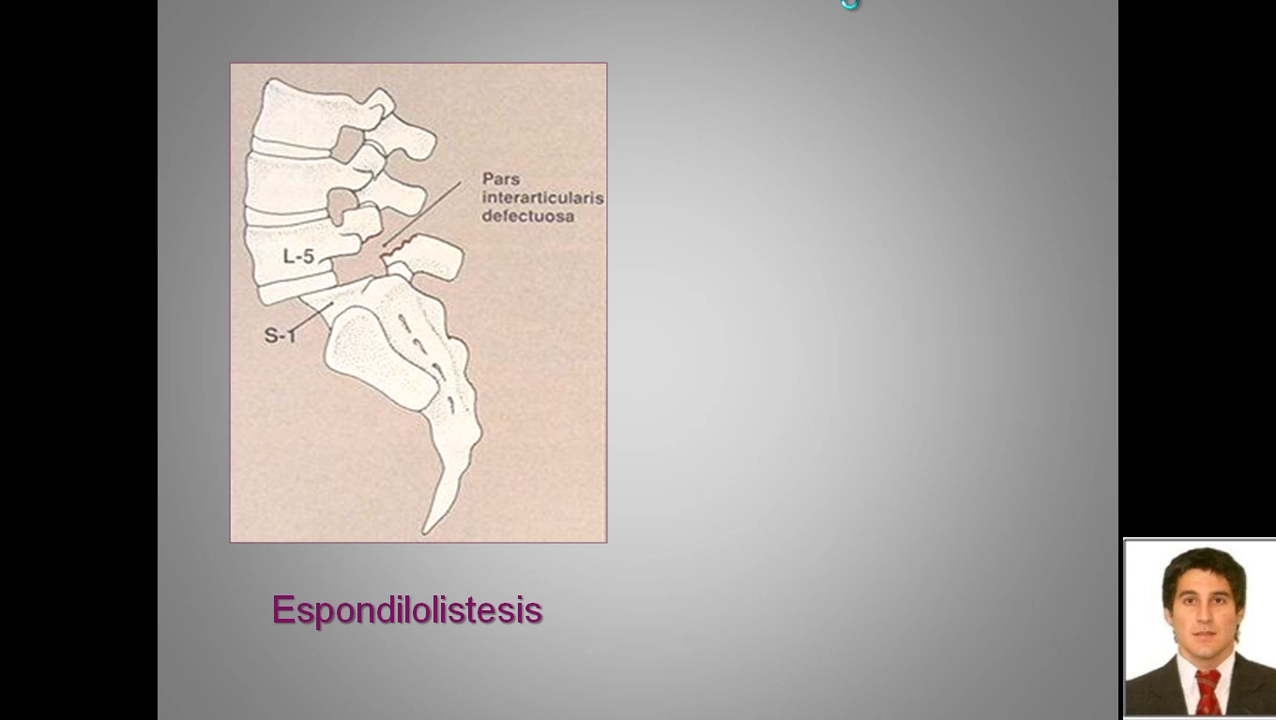 Pars
interarticularis
defectuosa
L-5
S-1
Espondilolistesis